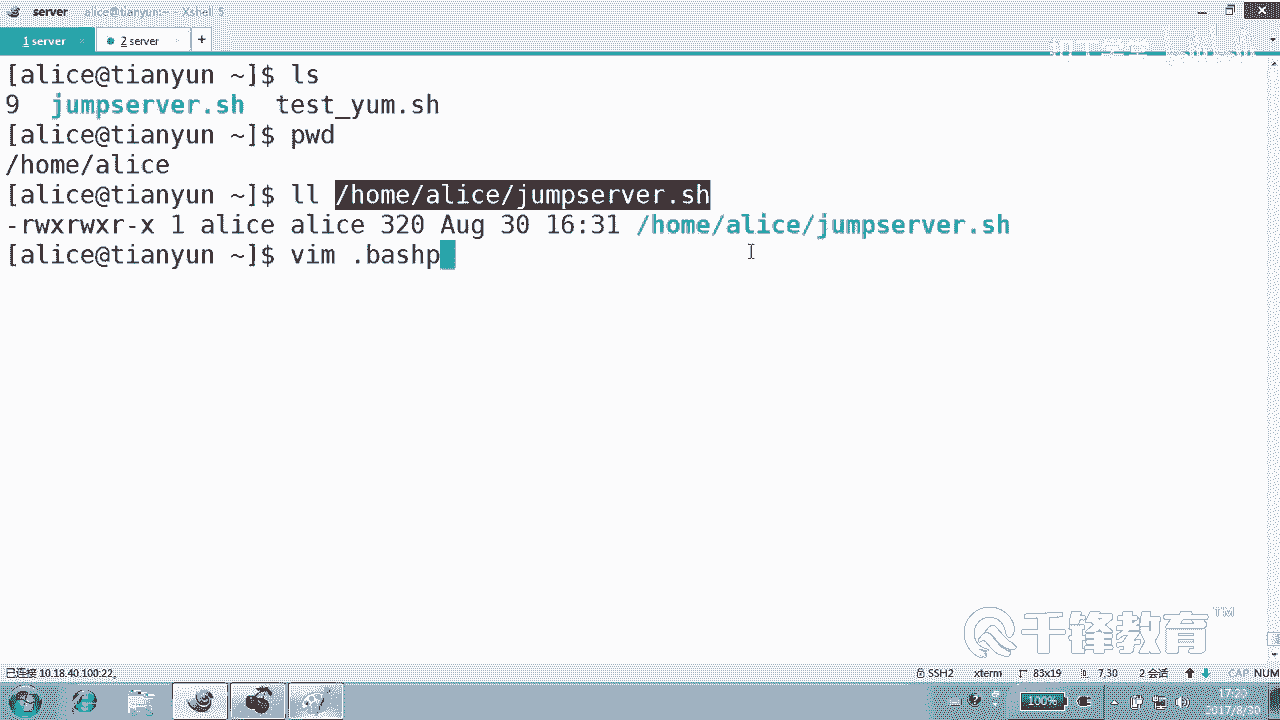 server alice@tianyun:~ - Xshell 5
1 server 2 server +
[alice@tianyun ~]$ ls
9 jumpserver.sh test_yum.sh
[alice@tianyun ~]$ pwd
/home/alice
[alice@tianyun ~]$ ll /home/alice/jumpserver.sh
-rwxrwxr-x 1 alice alice 320 Aug 30 16:31 /home/alice/jumpserver.sh
[alice@tianyun ~]$ vim .bashp
千锋教育™
已连接 10.18.40.100:22。 SSH2 xterm 83x19 7,30 2 会话 CAP NUM
100% 17:27
2017/8/30